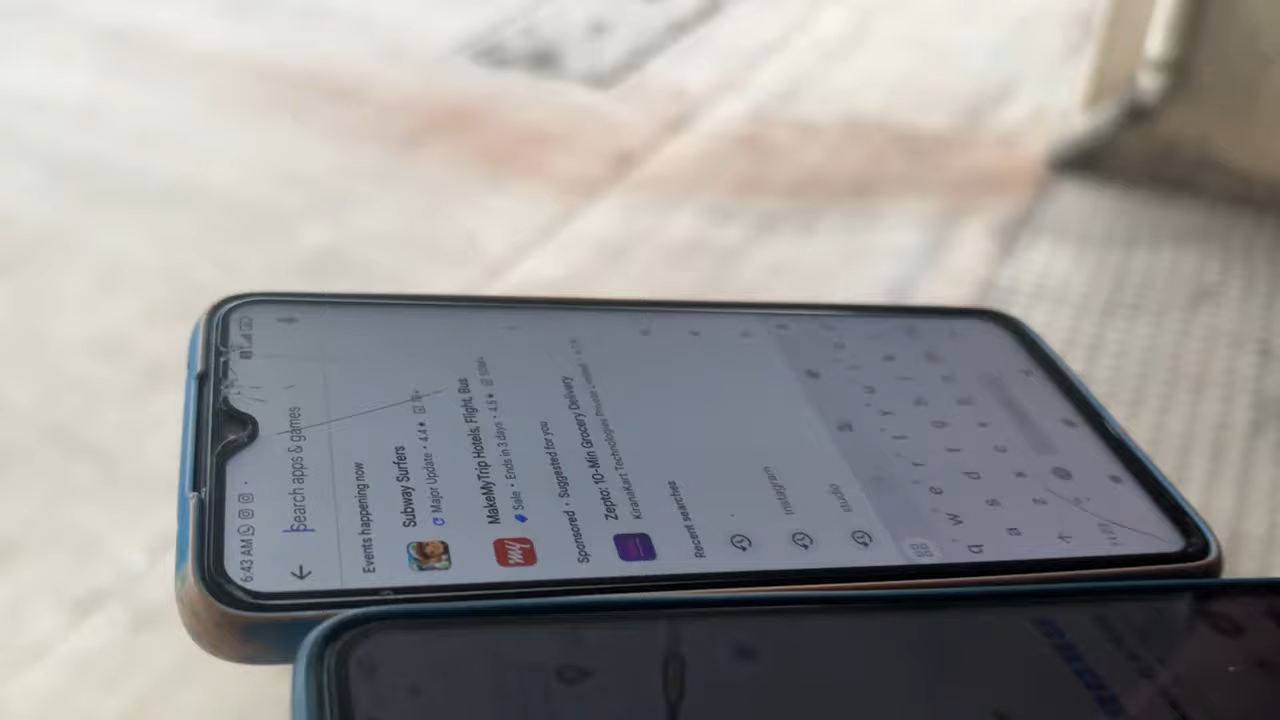 6:43 AM
Search apps & games
Events happening now
Subway Surfers
Major Update • 4.4★
MakeMyTrip Hotels, Flight, Bus
my
Sale • Ends in 3 days • 4.5★
Sponsored • Suggested for you
Zepto: 10-Min Grocery Delivery
KiranaKart Technologies Private
Recent searches
.
Instagram
studio
q w e
a s d
z x c